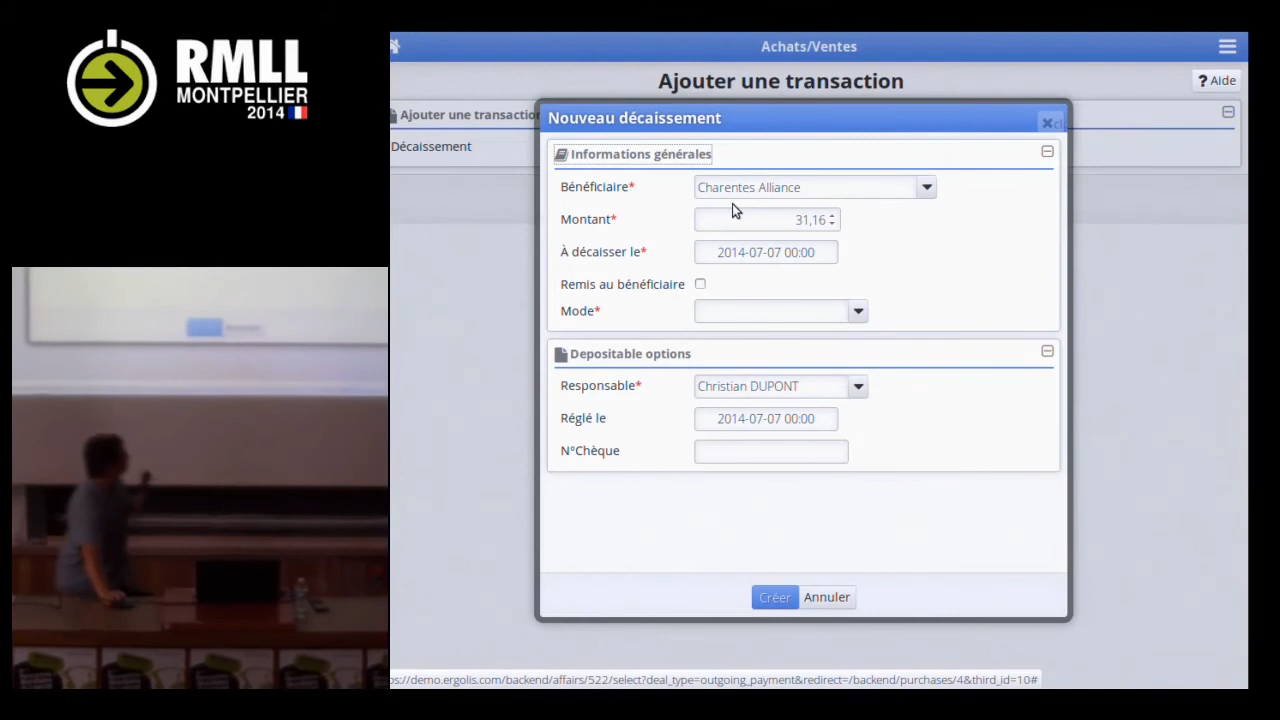 RMLL
MONTPELLIER
2014
Achats/Ventes
Ajouter une transaction
? Aide
Ajouter une transaction
Décaissement
Nouveau décaissement
Informations générales
Bénéficiaire* Charentes Alliance
Montant* 31,16
À décaisser le* 2014-07-07 00:00
Remis au bénéficiaire
Mode*
Depositable options
Responsable* Christian DUPONT
Réglé le 2014-07-07 00:00
N°Chèque
Créer Annuler
ps://demo.ergolis.com/backend/affairs/522/select?deal_type=outgoing_payment&redirect=/backend/purchases/4&third_id=10#